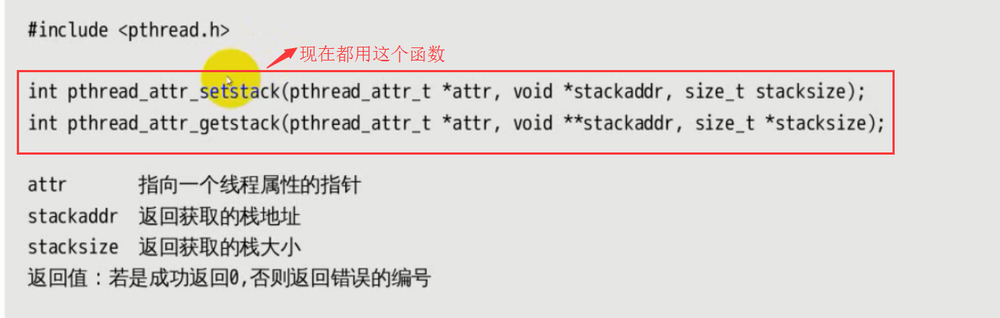 #include <pthread.h>
现在都用这个函数
int pthread_attr_setstack(pthread_attr_t *attr, void *stackaddr, size_t stacksize);
int pthread_attr_getstack(pthread_attr_t *attr, void **stackaddr, size_t *stacksize);
attr 指向一个线程属性的指针
stackaddr 返回获取的栈地址
stacksize 返回获取的栈大小
返回值：若是成功返回0,否则返回错误的编号